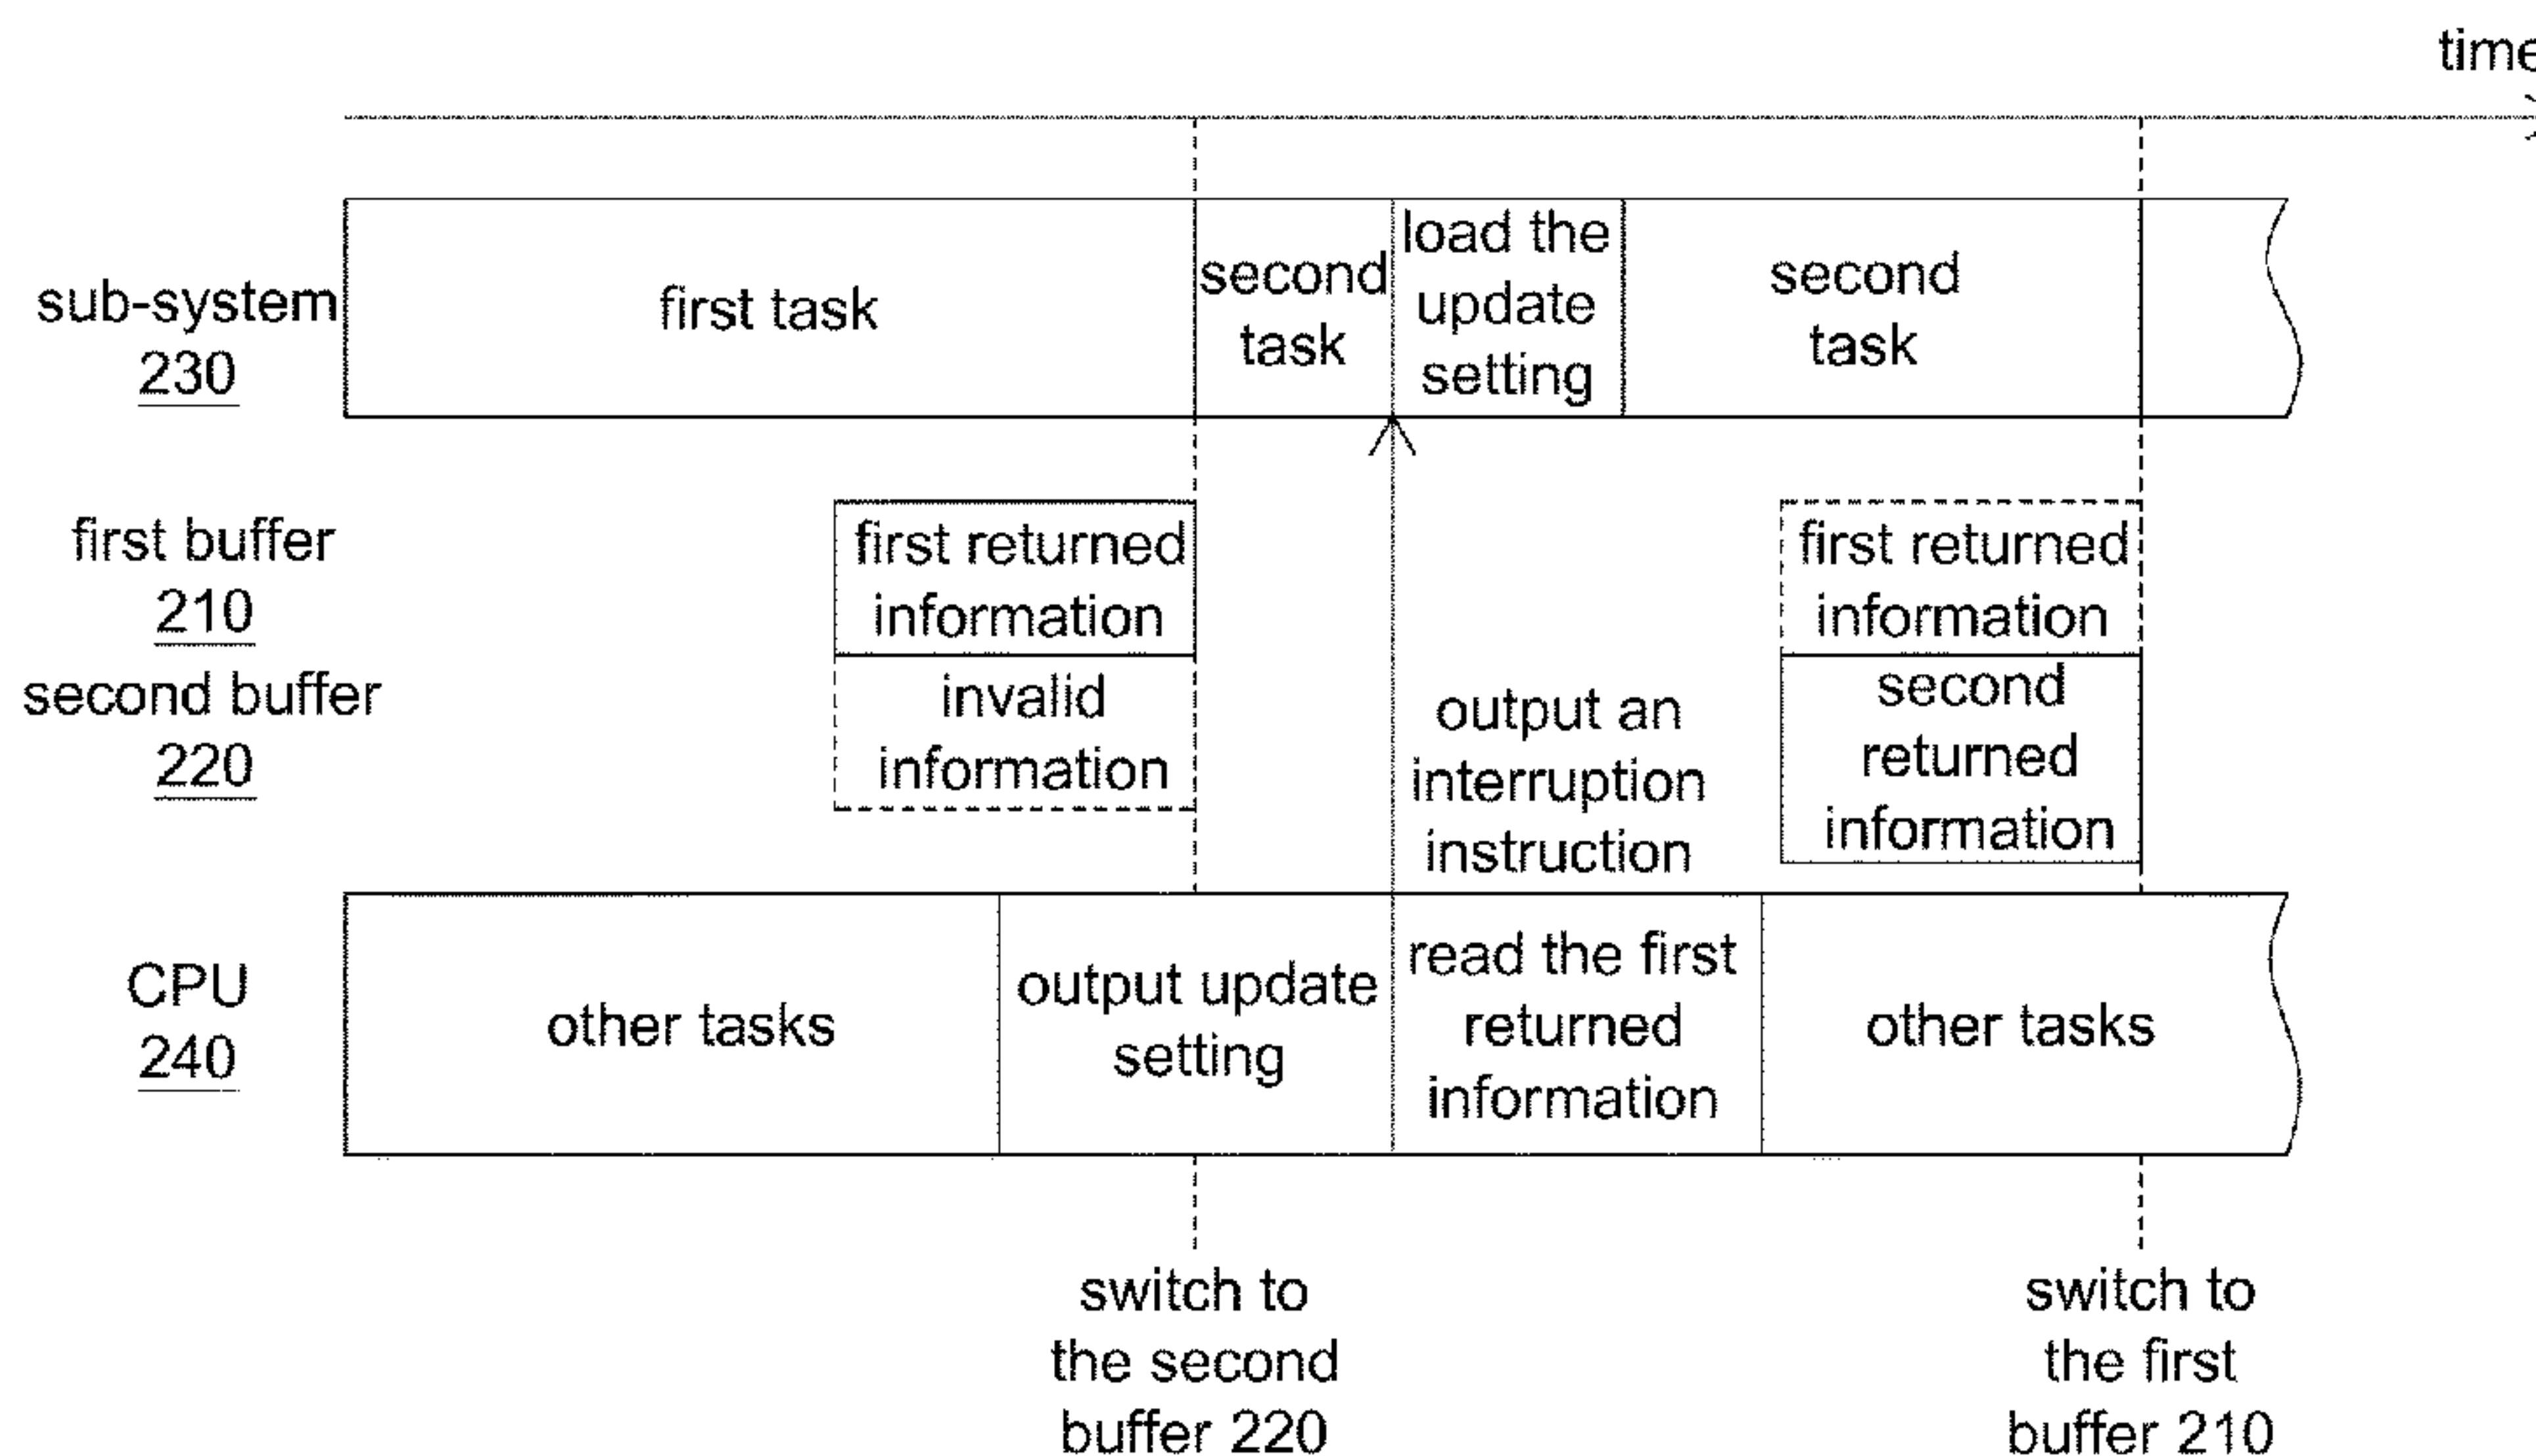 time
sub-system
230
first task
second
task
load the
update
setting
second
task
first buffer
210
first returned
information
first returned
information
second buffer
220
invalid
information
second
returned
information
output an
interruption
instruction
CPU
240
other tasks
output update
setting
read the first
returned
information
other tasks
switch to
the second
buffer 220
switch to
the first
buffer 210